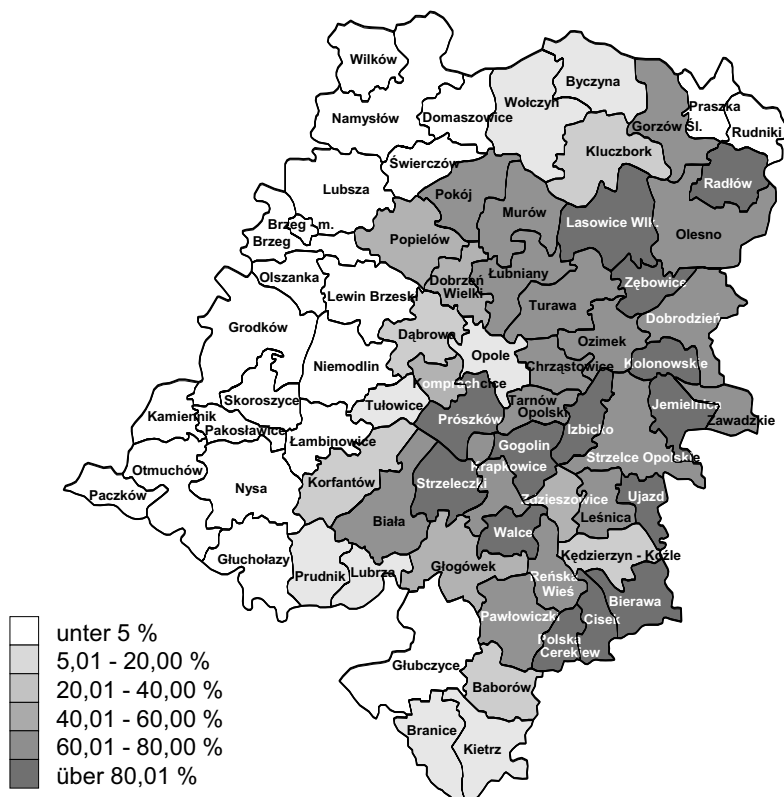 Wilków
Byczyna
Wołczyn
Praszka
Namysłów
Domaszowice
Gorzów Śl.
Rudniki
Kluczbork
Świerczów
Radłów
Lubsza
Pokój
Murów
Lasowice Wlk.
Brzeg m.
Olesno
Brzeg
Popielów
Olszanka
Dobrzeń
Wielki
Łubniany
Zębowice
Lewin Brzeski
Turawa
Dobrodzień
Grodków
Dąbrowa
Ozimek
Opole
Niemodlin
Chrząstowice
Kolonowskie
Komprachcice
Skoroszyce
Tułowice
Tarnów
Opolski
Jemielnica
Kamiennik
Prószków
Zawadzkie
Pakosławice
Izbicko
Łambinowice
Gogolin
Strzelce Opolskie
Otmuchów
Krapkowice
Paczków
Nysa
Korfantów
Strzeleczki
Zdzieszowice
Ujazd
Leśnica
Biała
Walce
Głuchołazy
Kędzierzyn - Koźle
Prudnik
Lubrza
Głogówek
Reńska
Wieś
Bierawa
Pawłowiczki
Cisek
Polska
Cerekiew
Głubczyce
Baborów
Branice
Kietrz
unter 5 %
5,01 - 20,00 %
20,01 - 40,00 %
40,01 - 60,00 %
60,01 - 80,00 %
über 80,01 %